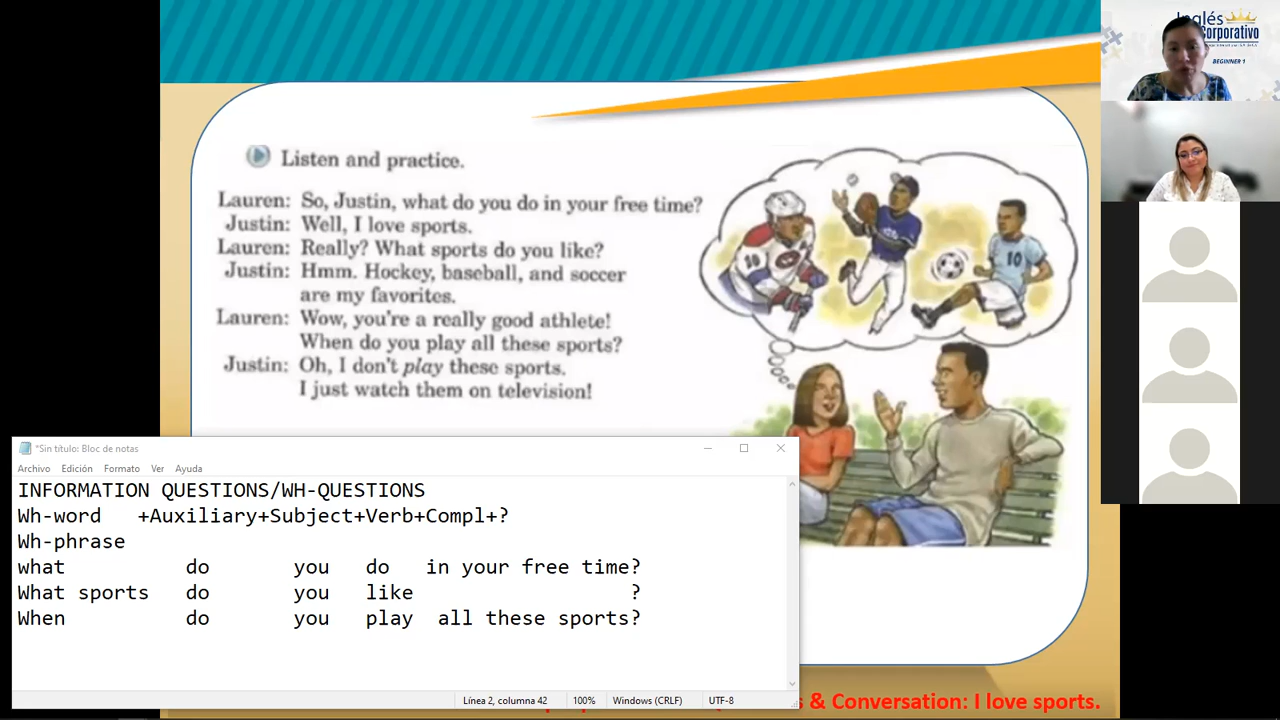 Listen and practice.
Lauren: So, Justin, what do you do in your free time?
Justin: Well, I love sports.
Lauren: Really? What sports do you like?
Justin: Hmm. Hockey, baseball, and soccer
are my favorites.
Lauren: Wow, you're a really good athlete!
When do you play all these sports?
Justin: Oh, I don't play these sports.
I just watch them on television!
10
10
*Sin título: Bloc de notas
Archivo Edición Formato Ver Ayuda
INFORMATION QUESTIONS/WH-QUESTIONS
Wh-word +Auxiliary+Subject+Verb+Compl+?
Wh-phrase
what do you do in your free time?
What sports do you like ?
When do you play all these sports?
Línea 2, columna 42 100% Windows (CRLF) UTF-8
& Conversation: I love sports.
Inglés
Corporativo
BEGINNER 1